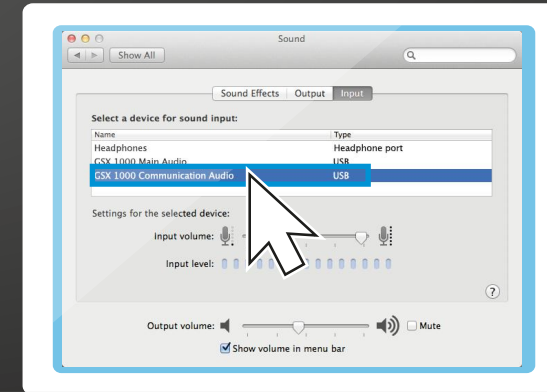 Sound
Show All
Sound Effects Output Input
Select a device for sound input:
Name Type
Headphones Headphone port
GSX 1000 Main Audio USB
GSX 1000 Communication Audio USB
Settings for the selected device:
Input volume:
Input level:
?
Output volume: Mute
Show volume in menu bar